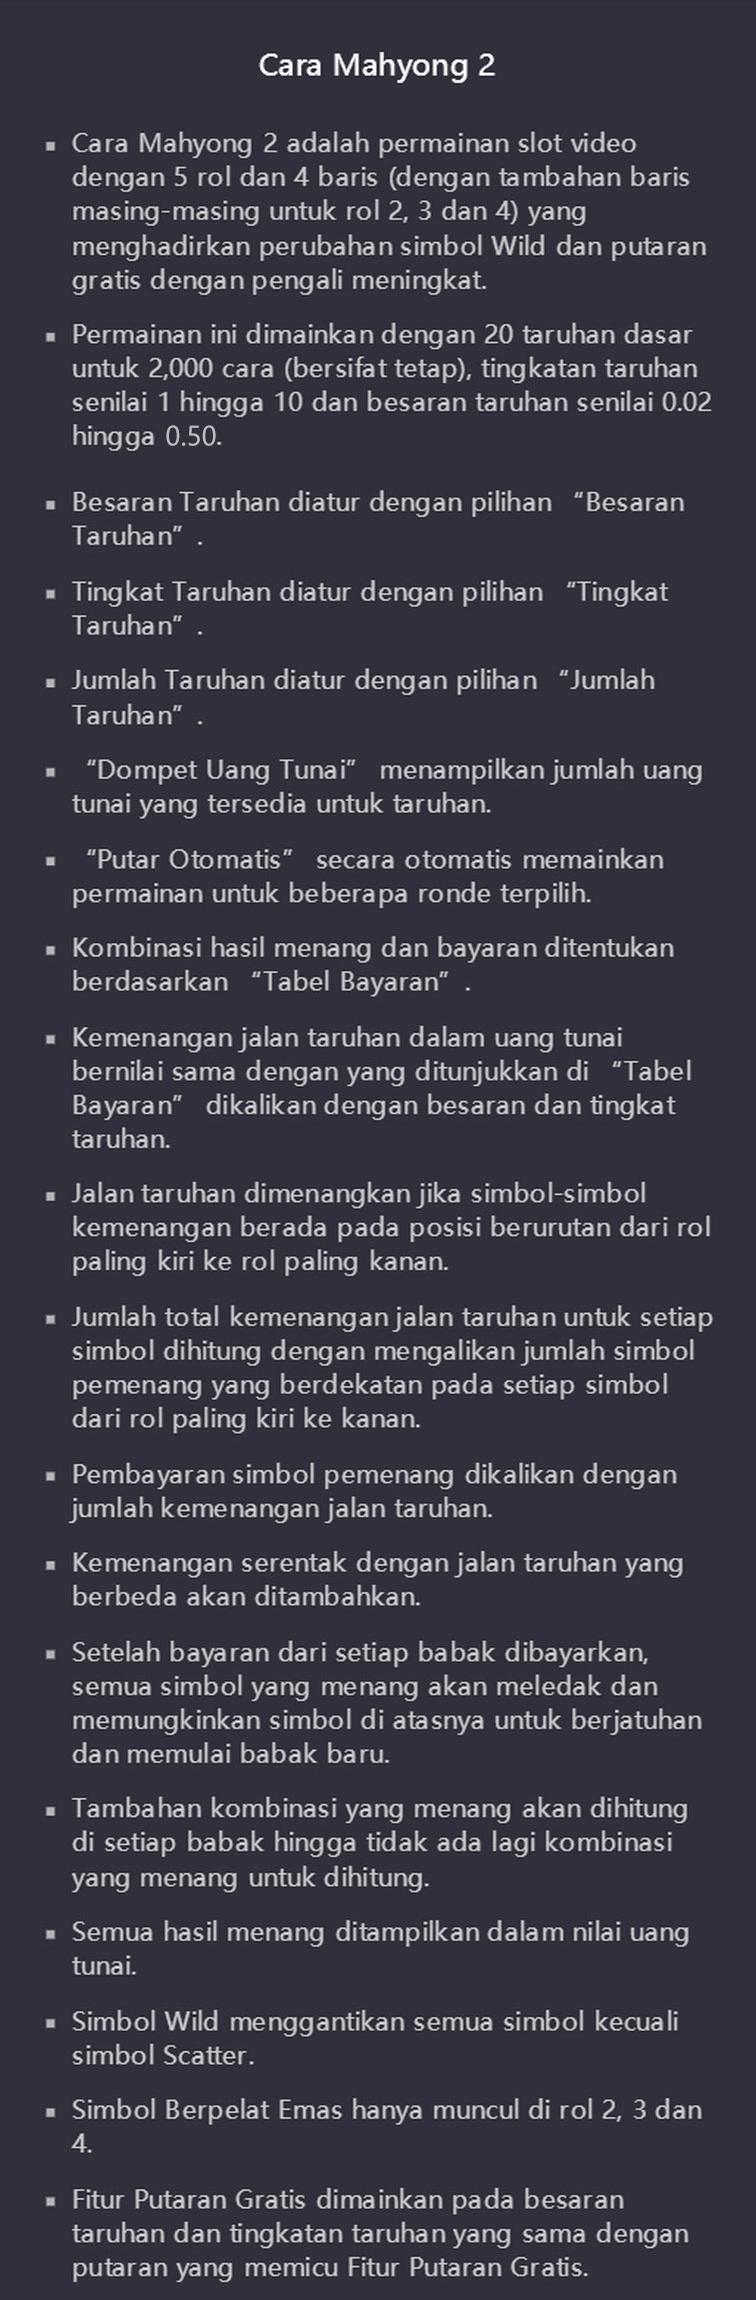 Cara Mahyong 2
▪ Cara Mahyong 2 adalah permainan slot video
dengan 5 rol dan 4 baris (dengan tambahan baris
masing-masing untuk rol 2, 3 dan 4) yang
menghadirkan perubahan simbol Wild dan putaran
gratis dengan pengali meningkat.
▪ Permainan ini dimainkan dengan 20 taruhan dasar
untuk 2,000 cara (bersifat tetap), tingkatan taruhan
senilai 1 hingga 10 dan besaran taruhan senilai 0.02
hingga 0.50.
▪ Besaran Taruhan diatur dengan pilihan “Besaran
Taruhan” .
▪ Tingkat Taruhan diatur dengan pilihan “Tingkat
Taruhan” .
▪ Jumlah Taruhan diatur dengan pilihan “Jumlah
Taruhan” .
▪ “Dompet Uang Tunai” menampilkan jumlah uang
tunai yang tersedia untuk taruhan.
▪ “Putar Otomatis” secara otomatis memainkan
permainan untuk beberapa ronde terpilih.
▪ Kombinasi hasil menang dan bayaran ditentukan
berdasarkan “Tabel Bayaran” .
▪ Kemenangan jalan taruhan dalam uang tunai
bernilai sama dengan yang ditunjukkan di “Tabel
Bayaran” dikalikan dengan besaran dan tingkat
taruhan.
▪ Jalan taruhan dimenangkan jika simbol-simbol
kemenangan berada pada posisi berurutan dari rol
paling kiri ke rol paling kanan.
▪ Jumlah total kemenangan jalan taruhan untuk setiap
simbol dihitung dengan mengalikan jumlah simbol
pemenang yang berdekatan pada setiap simbol
dari rol paling kiri ke kanan.
▪ Pembayaran simbol pemenang dikalikan dengan
jumlah kemenangan jalan taruhan.
▪ Kemenangan serentak dengan jalan taruhan yang
berbeda akan ditambahkan.
▪ Setelah bayaran dari setiap babak dibayarkan,
semua simbol yang menang akan meledak dan
memungkinkan simbol di atasnya untuk berjatuhan
dan memulai babak baru.
▪ Tambahan kombinasi yang menang akan dihitung
di setiap babak hingga tidak ada lagi kombinasi
yang menang untuk dihitung.
▪ Semua hasil menang ditampilkan dalam nilai uang
tunai.
▪ Simbol Wild menggantikan semua simbol kecuali
simbol Scatter.
▪ Simbol Berpelat Emas hanya muncul di rol 2, 3 dan
4.
▪ Fitur Putaran Gratis dimainkan pada besaran
taruhan dan tingkatan taruhan yang sama dengan
putaran yang memicu Fitur Putaran Gratis.